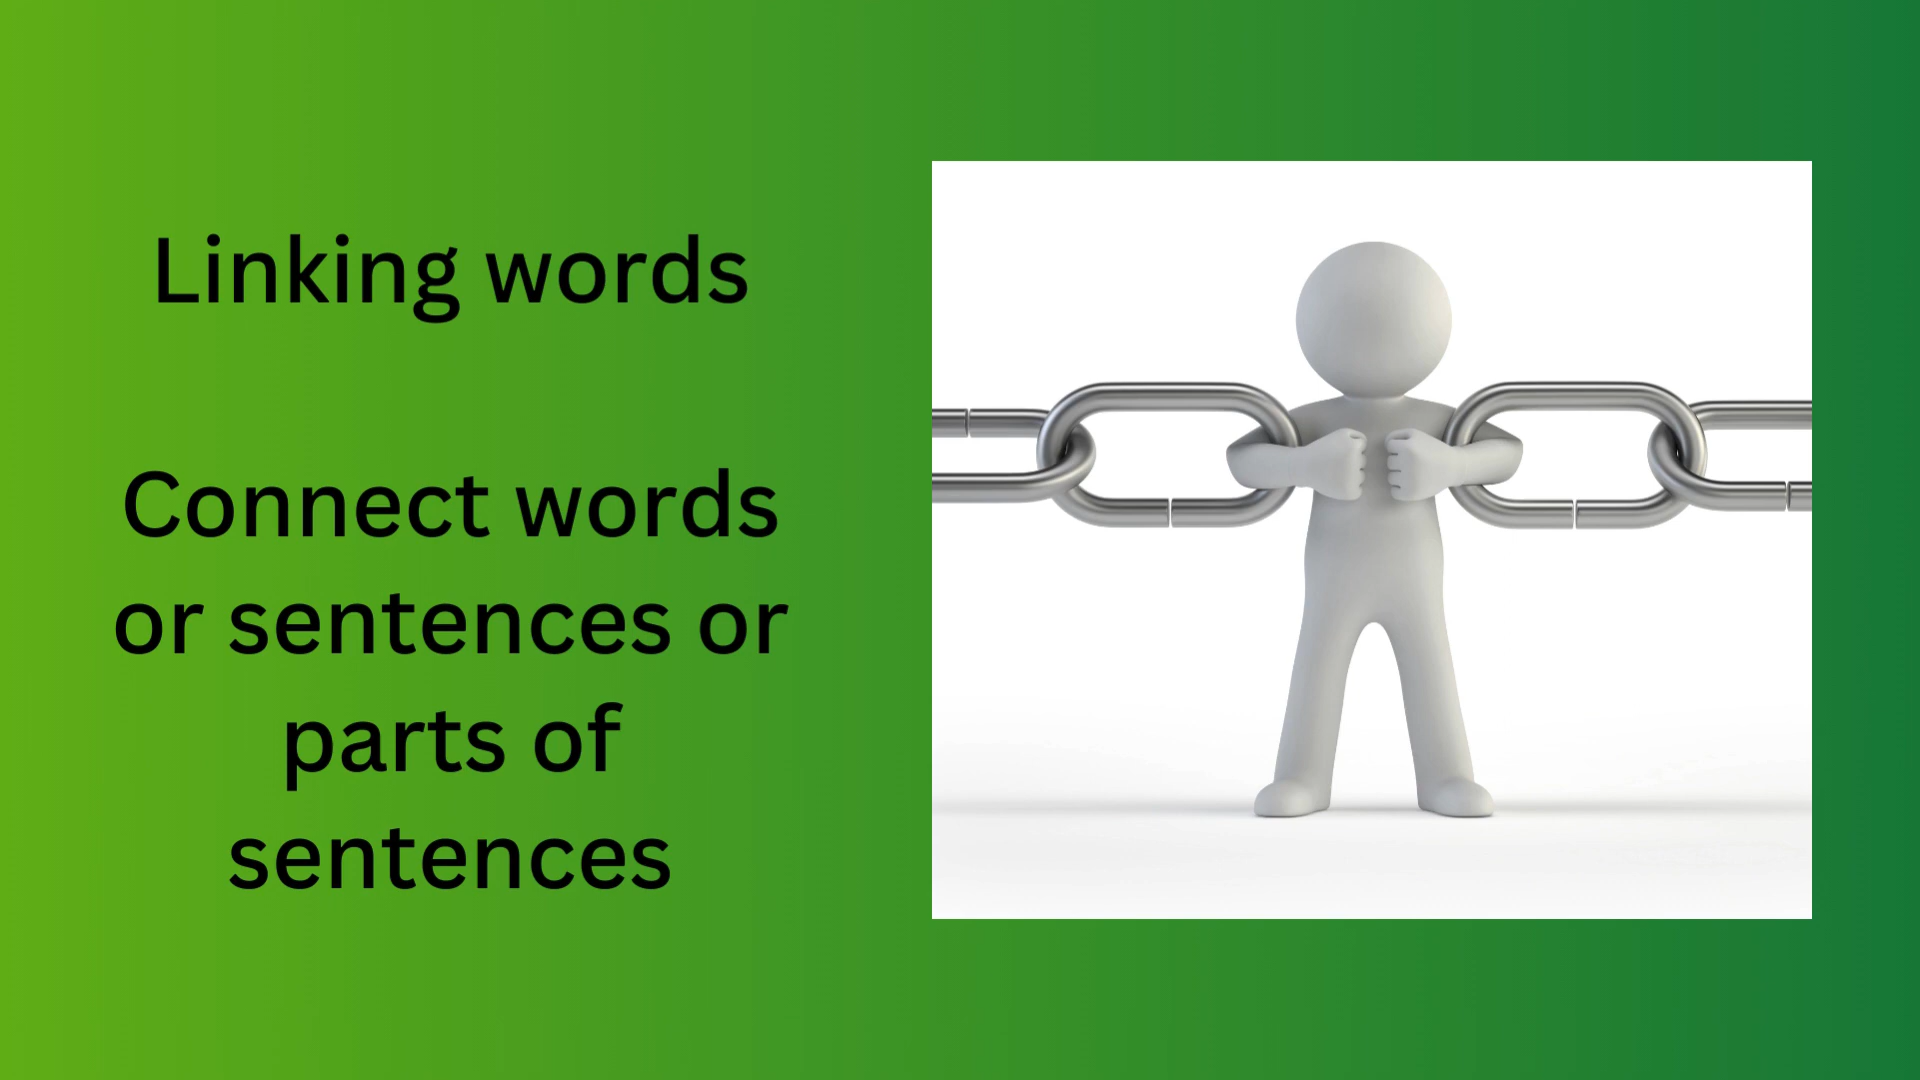 Linking words
Connect words
or sentences or
parts of
sentences